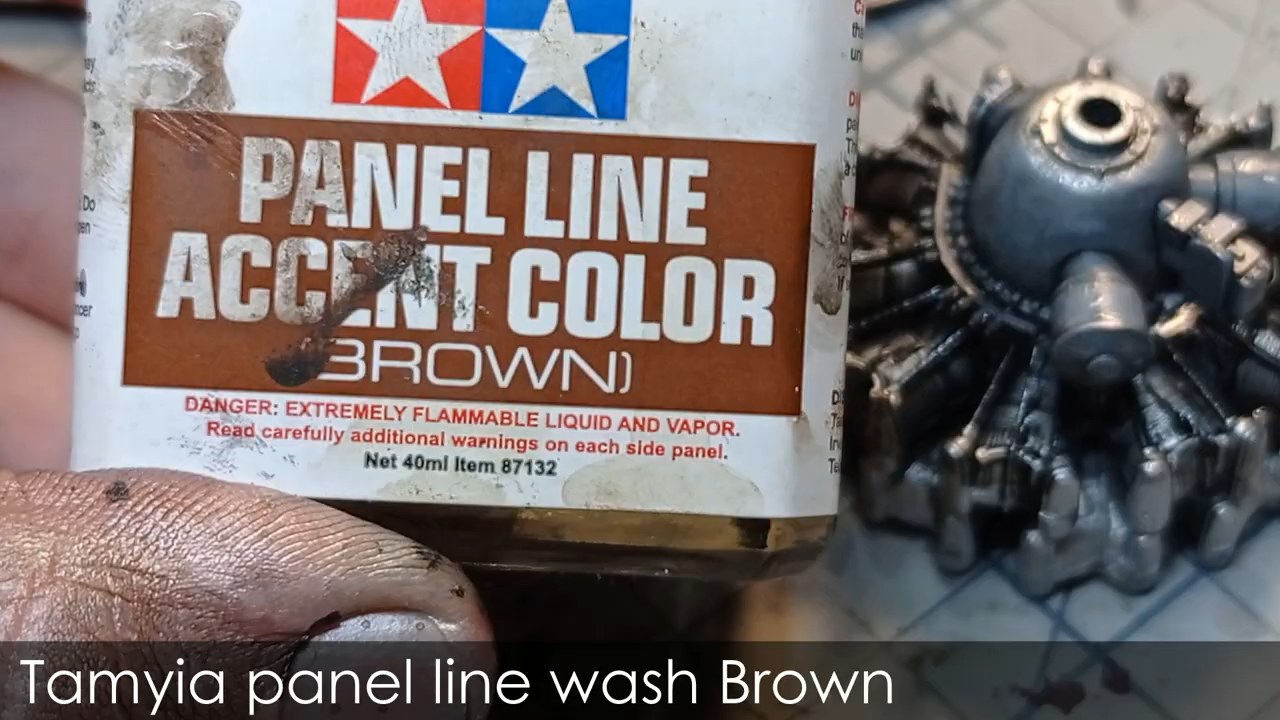 PANEL LINE
ACCENT COLOR
(BROWN)
DANGER: EXTREMELY FLAMMABLE LIQUID AND VAPOR.
Read carefully additional warnings on each side panel.
Net 40ml Item 87132
Do
Tamyia panel line wash Brown